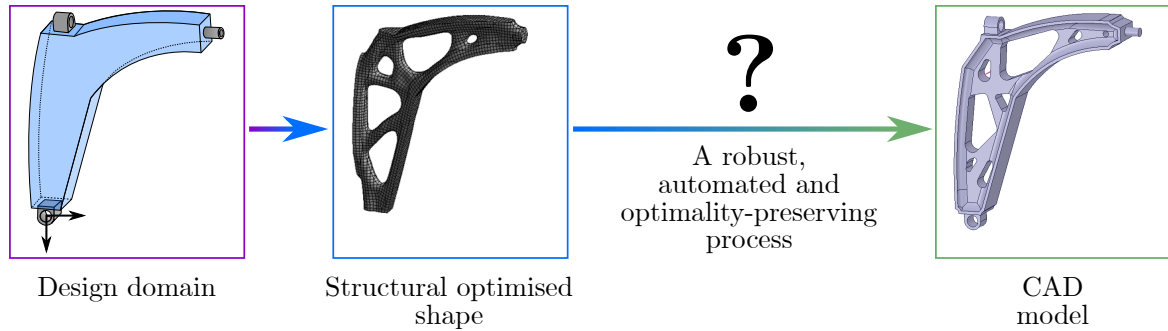 ?
A robust,
automated and
optimality-preserving
process
Design domain
Structural optimised
shape
CAD
model